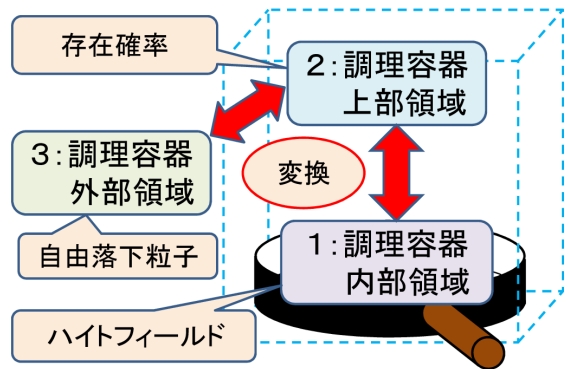 存在確率
2:調理容器
上部領域
3:調理容器
外部領域
変換
自由落下粒子
1:調理容器
内部領域
ハイトフィールド